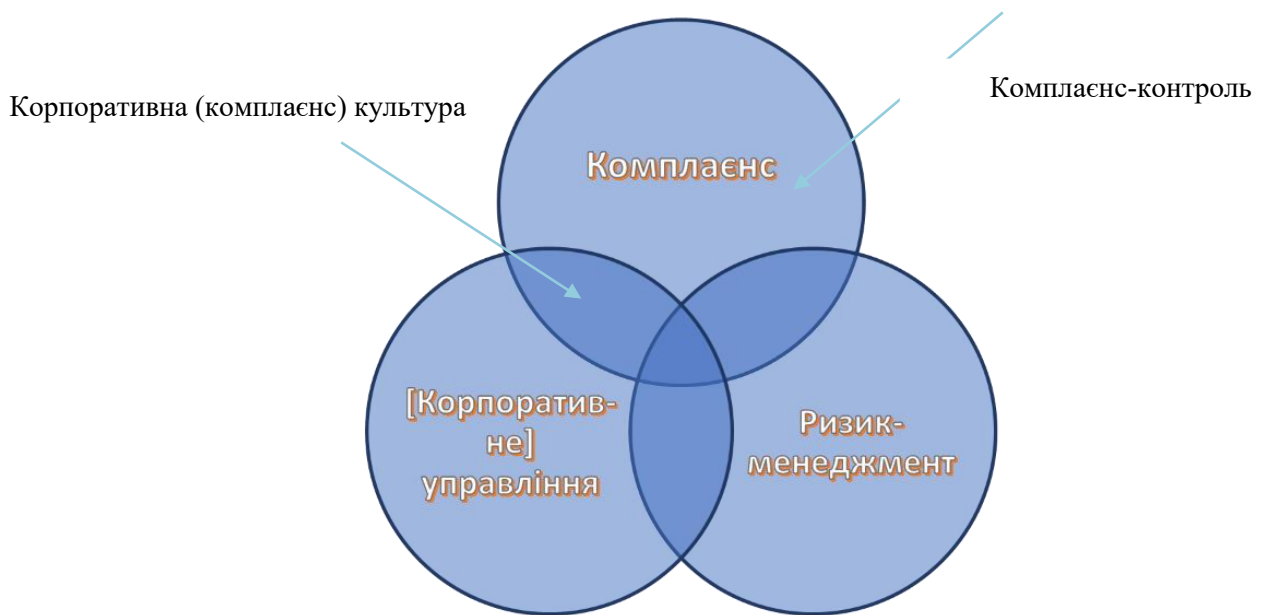 Комплаєнс-контроль
Корпоративна (комплаєнс) культура
Комплаєнс
[Корпоратив-
не]
управління
Ризик-
менеджмент